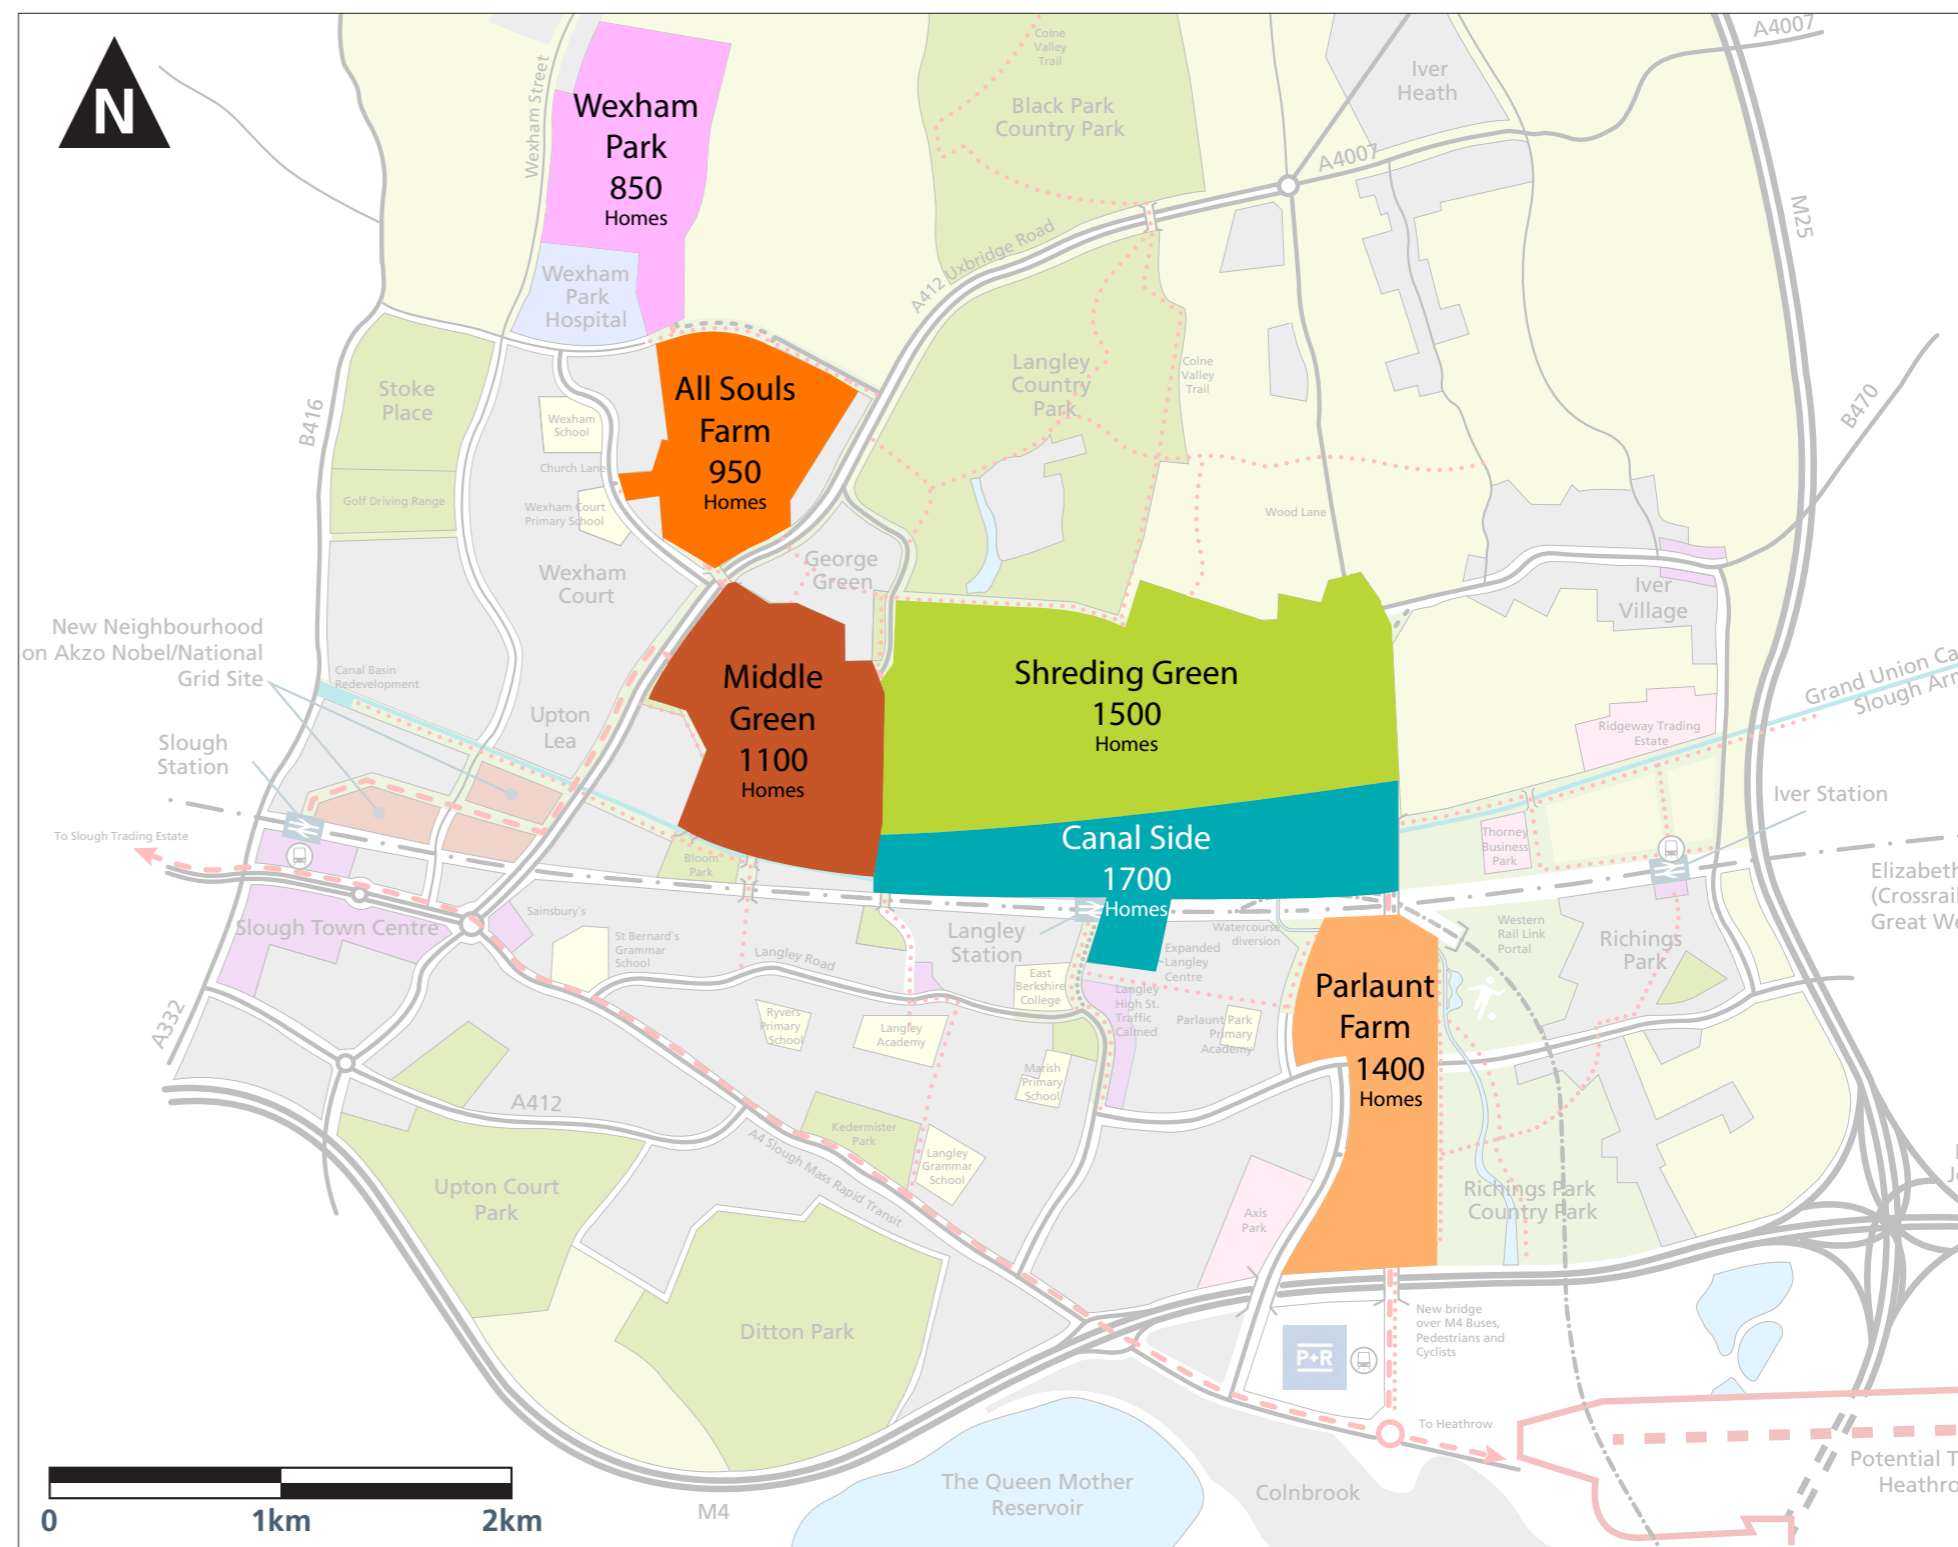 N
Wexham
Park
850
Homes
Wexham Street
Colne
Valley
Trail
Black Park
Country Park
Iver
Heath
A4007
A4007
M25
Wexham
Park
Hospital
A412 Uxbridge Road
All Souls
Farm
950
Homes
Stoke
Place
B416
Wexham
School
Church Lane
Golf Driving Range
Wexham Court
Primary School
Langley
Country
Park
Colne
Valley
Trail
B470
Wood Lane
Wexham
Court
George
Green
Iver
Village
New Neighbourhood
on Akzo Nobel/National
Grid Site
Canal Basin
Redevelopment
Middle
Green
1100
Homes
Shreding Green
1500
Homes
Grand Union Ca
Slough Arm
Upton
Lea
Ridgeway Trading
Estate
Slough
Station
Iver Station
To Slough Trading Estate
Canal Side
1700
Homes
Thorney
Business
Park
Bloom
Park
Elizabeth
(Crossrail
Great We
Slough Town Centre
Sainsbury's
St Bernard's
Grammar
School
Langley Road
Langley
Station
Watercourse
diversion
Expanded
Langley
Centre
Western
Rail Link
Portal
Richings
Park
East
Berkshire
College
Langley
High St.
Traffic
Calmed
Parlaunt
Farm
1400
Homes
A332
Ryvers
Primary
School
Langley
Academy
Parlaunt Park
Primary
Academy
Marish
Primary
School
A412
Kedermister
Park
A4 Slough Mass Rapid Transit
Langley
Grammar
School
Upton Court
Park
Axis
Park
Richings Park
Country Park
Ditton Park
New bridge
over M4 Buses,
Pedestrians and
Cyclists
P+R
To Heathrow
Potential T
Heathro
The Queen Mother
Reservoir
Colnbrook
M4
0
1km
2km